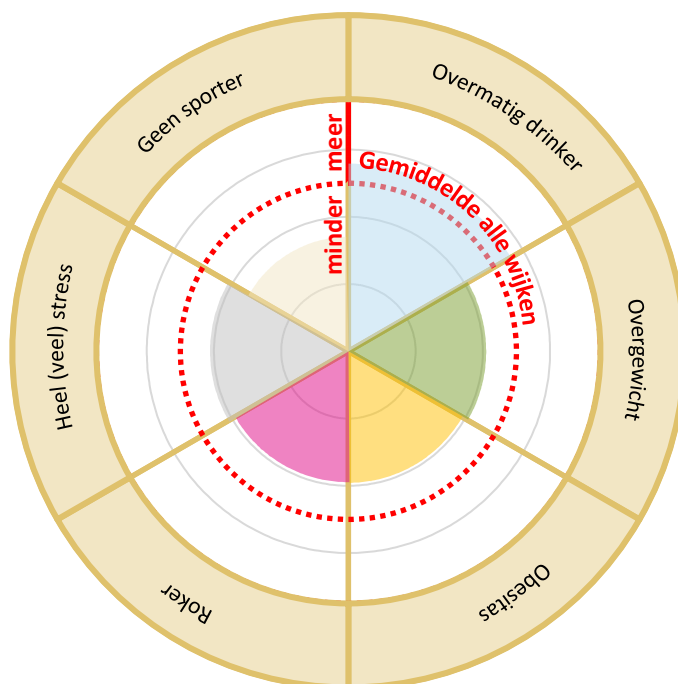 Geen sporter
Overmatig drinker
meer
Gemiddelde alle wijken
minder
Heel (veel) stress
Overgewicht
Roker
Obesitas